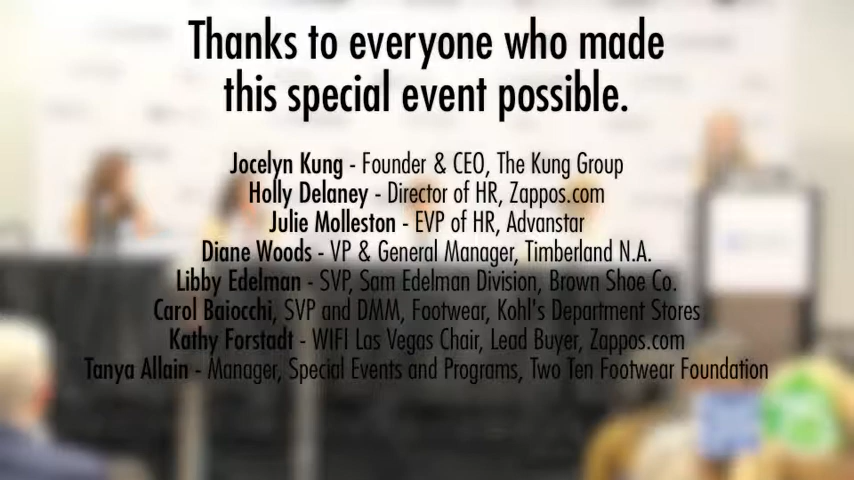 Thanks to everyone who made
this special event possible.
Jocelyn Kung - Founder & CEO, The Kung Group
Holly Delaney - Director of HR, Zappos.com
Julie Molleston - EVP of HR, Advanstar
Diane Woods - VP & General Manager, Timberland N.A.
Libby Edelman - SVP, Sam Edelman Division, Brown Shoe Co.
Carol Baiocchi, SVP and DMM, Footwear, Kohl's Department Stores
Kathy Forstadt - WIFI Las Vegas Chair, Lead Buyer, Zappos.com
Tanya Allain - Manager, Special Events and Programs, Two Ten Footwear Foundation